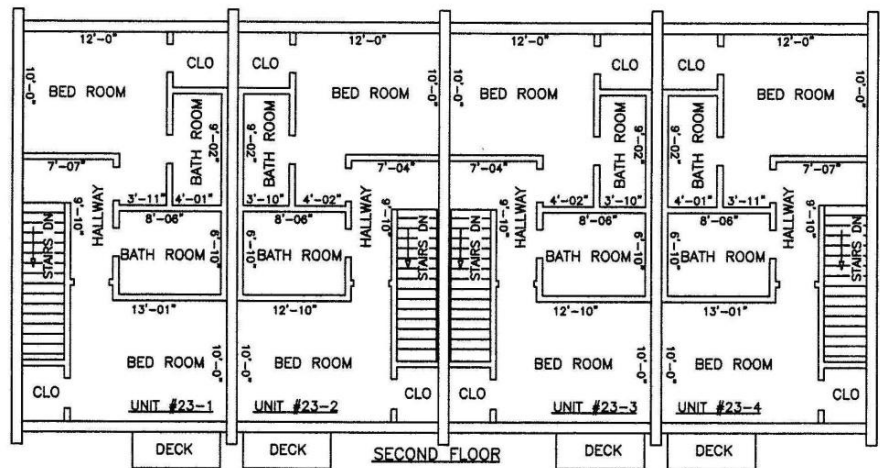 12'-0" 12'-0" 12'-0" 12'-0"
CLO CLO CLO CLO
10'-0" BED ROOM BED ROOM 10'-0" 10'-0" BED ROOM BED ROOM 10'-0"
BATH ROOM 9'-02" 9'-02" BATH ROOM BATH ROOM 9'-02" 9'-02" BATH ROOM
7'-07" 7'-04" 7'-04" 7'-07"
9'-10" HALLWAY 3'-11" 4'-01" 3'-10" 4'-02" HALLWAY 9'-10" 9'-10" HALLWAY 4'-02" 3'-10" 4'-01" 3'-11" HALLWAY 9'-10"
8'-06" 8'-06" 8'-06" 8'-06"
STAIRS DN BATH ROOM 6'-10" 6'-10" BATH ROOM STAIRS DN STAIRS DN BATH ROOM 6'-10" 6'-10" BATH ROOM STAIRS DN
13'-01" 12'-10" 12'-10" 13'-01"
BED ROOM 10'-0" 10'-0" BED ROOM BED ROOM 10'-0" 10'-0" BED ROOM
CLO UNIT #23-1 UNIT #23-2 CLO CLO UNIT #23-3 UNIT #23-4 CLO
DECK DECK SECOND FLOOR DECK DECK